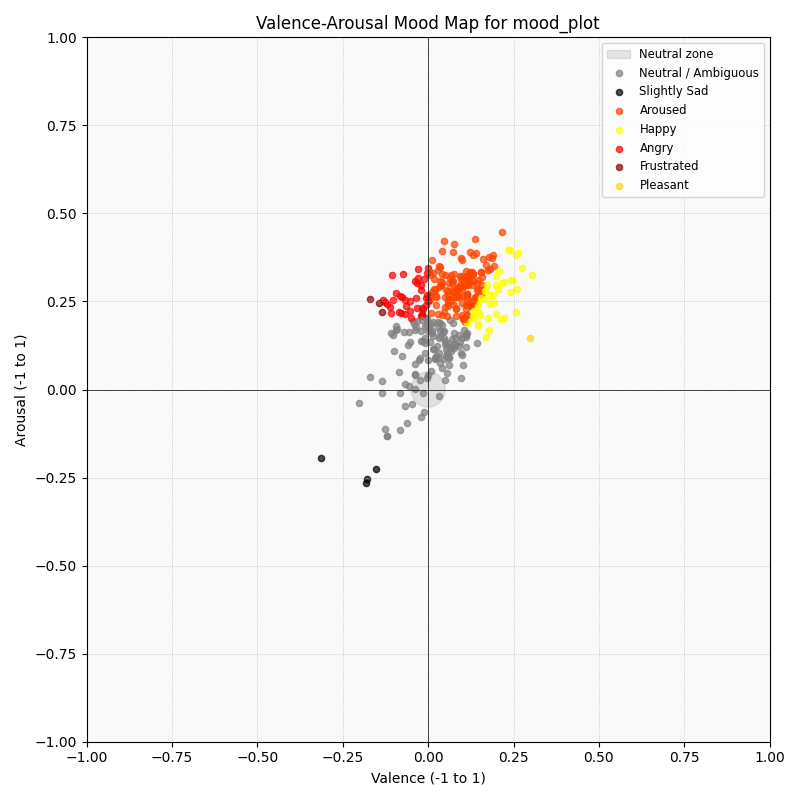 Valence-Arousal Mood Map for mood_plot
1.00
0.75
0.50
0.25
0.00
−0.25
−0.50
−0.75
−1.00
Arousal (-1 to 1)
Neutral zone
Neutral / Ambiguous
Slightly Sad
Aroused
Happy
Angry
Frustrated
Pleasant
−1.00 −0.75 −0.50 −0.25 0.00 0.25 0.50 0.75 1.00
Valence (-1 to 1)